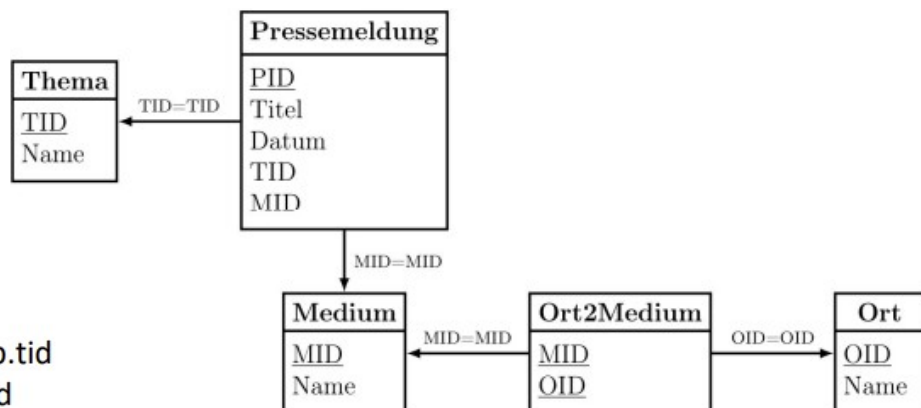 Pressemeldung
PID
Titel
Datum
TID
MID
Thema
TID
Name
TID=TID
MID=MID
Medium
MID
Name
MID=MID
Ort2Medium
MID
OID
OID=OID
Ort
OID
Name
.tid
d